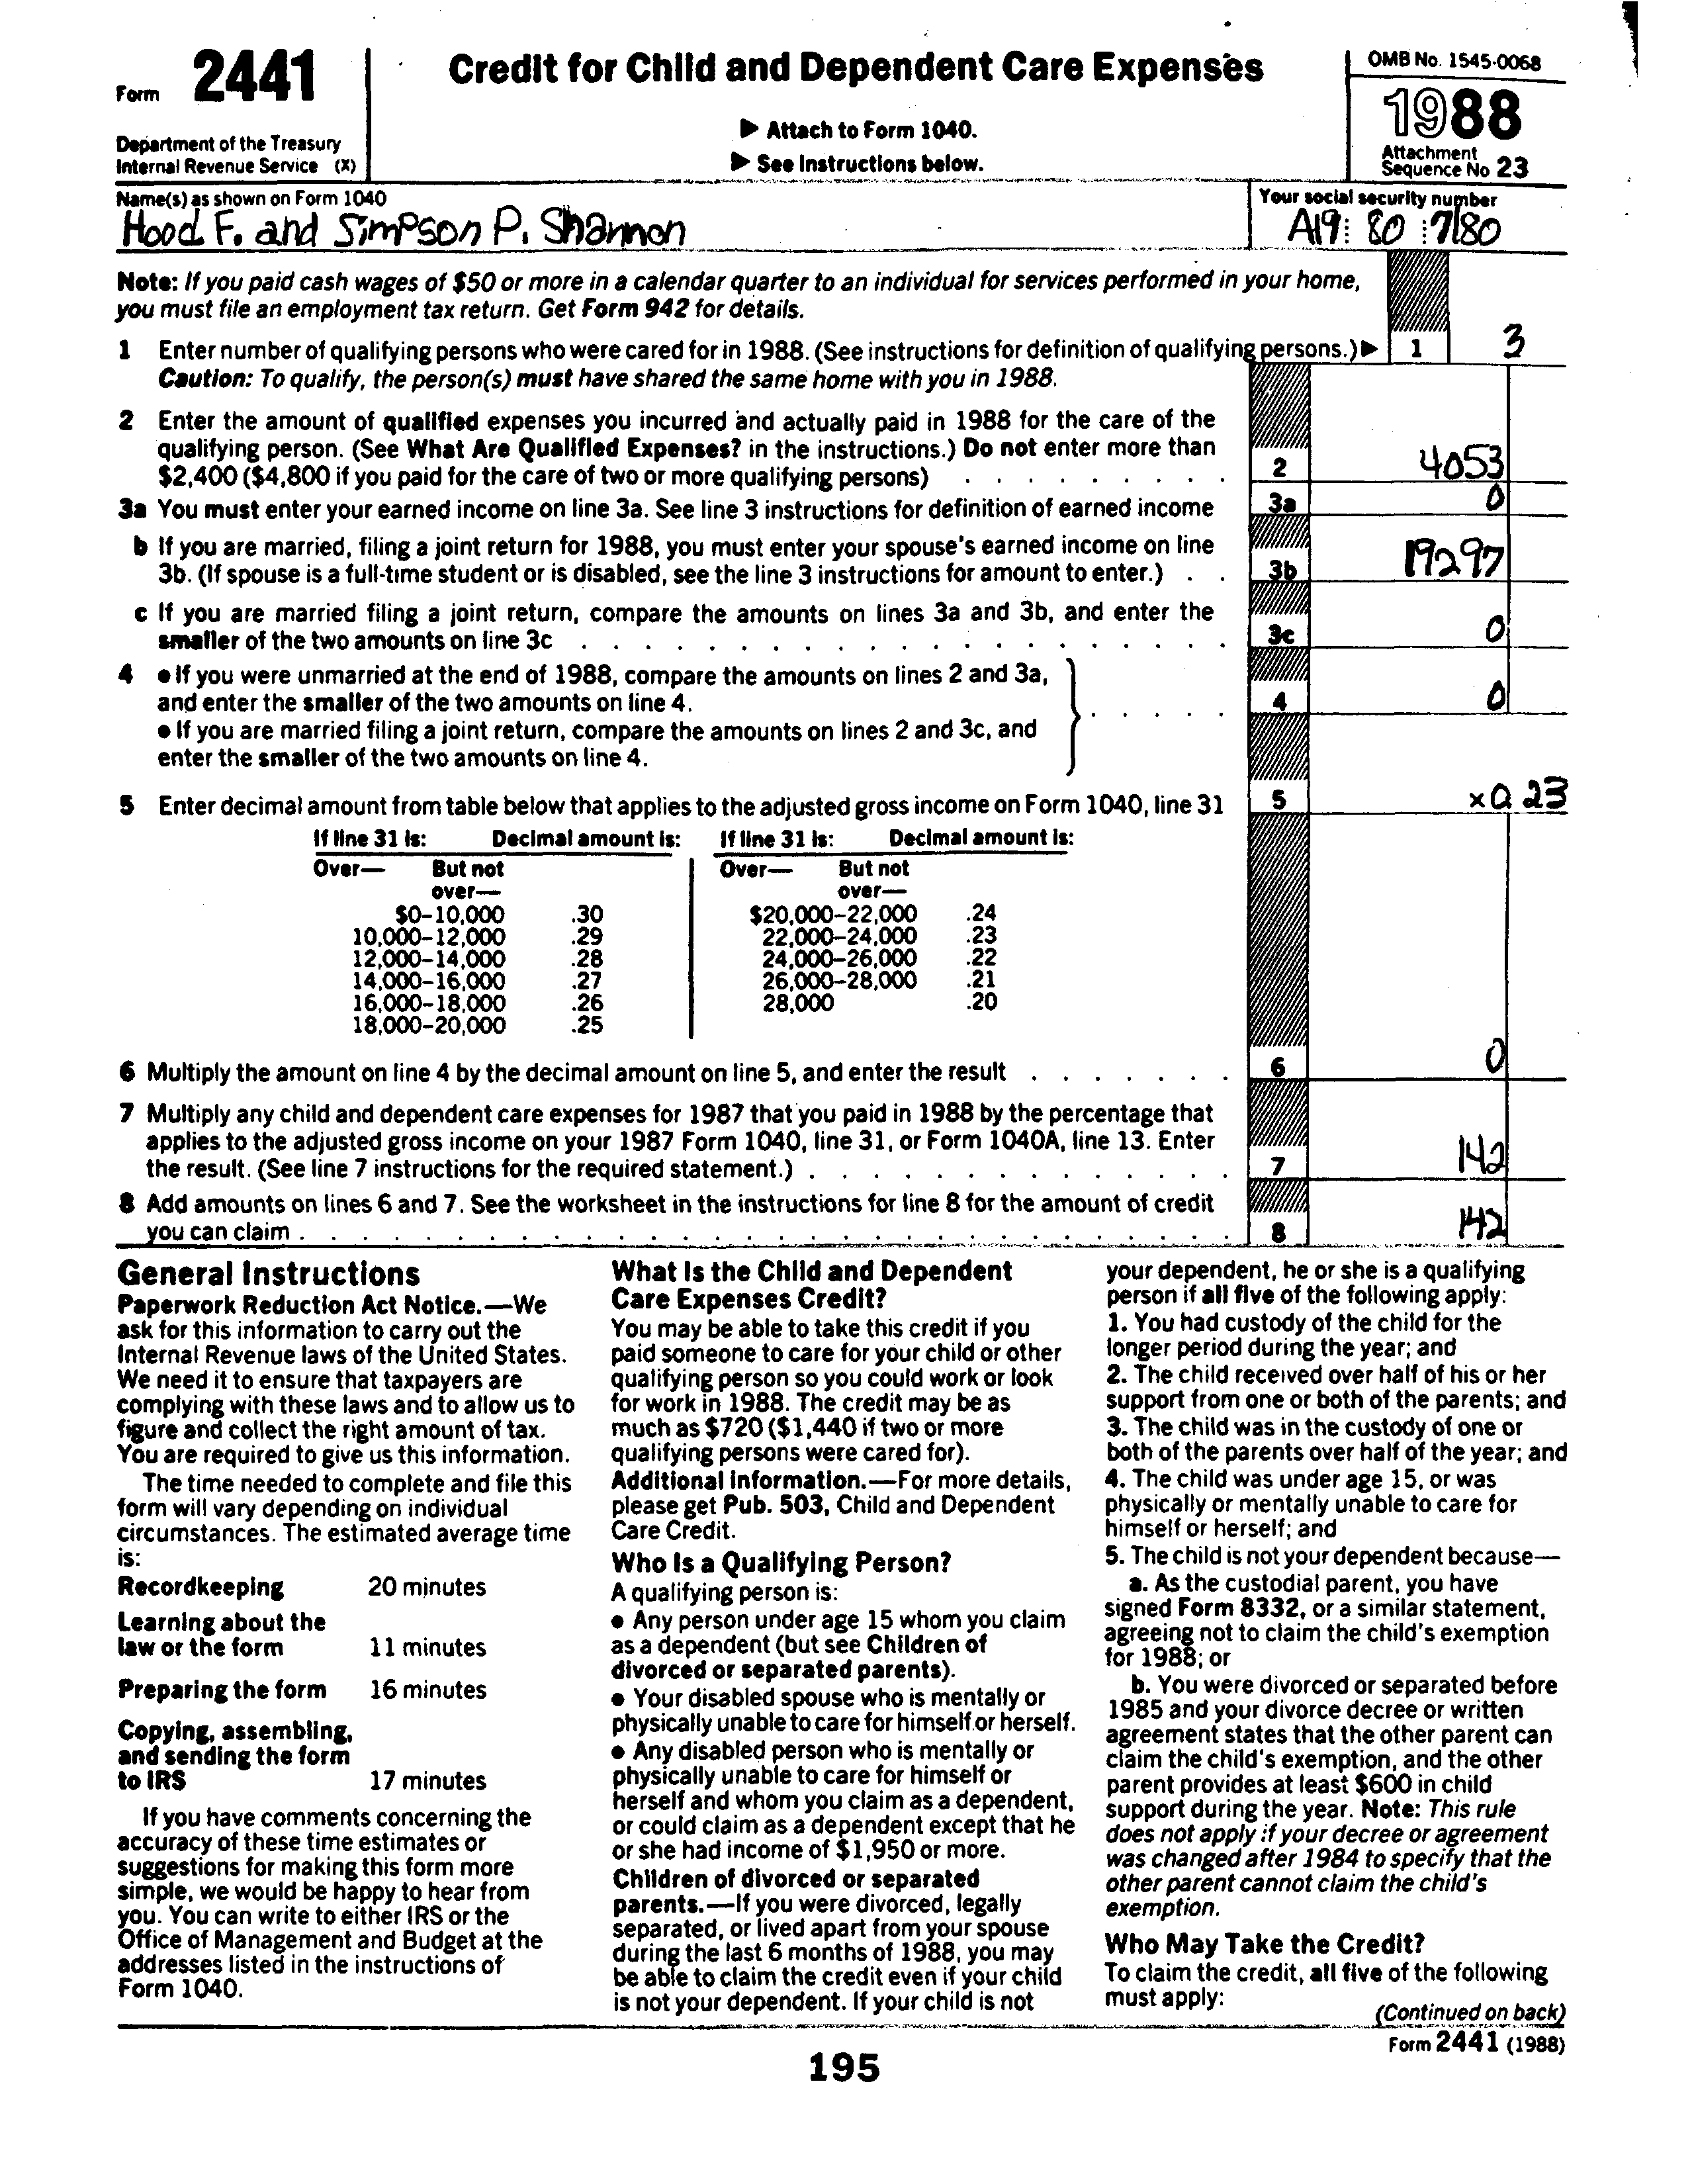 Form 2441
Department of the Treasury
Internal Revenue Service (X)
Credit for Child and Dependent Care Expenses
▶ Attach to Form 1040.
▶ See Instructions below.
OMB No. 1545-0068
1988
Attachment
Sequence No 23
Name(s) as shown on Form 1040
Hood F. and Simpson P. Shannon
Your social security number
A19: 80 :7180
Note: If you paid cash wages of $50 or more in a calendar quarter to an individual for services performed in your home,
you must file an employment tax return. Get Form 942 for details.
1 Enter number of qualifying persons who were cared for in 1988. (See instructions for definition of qualifying persons.) ▶ 1 3
Caution: To qualify, the person(s) must have shared the same home with you in 1988.
2 Enter the amount of qualified expenses you incurred and actually paid in 1988 for the care of the
qualifying person. (See What Are Qualified Expenses? in the instructions.) Do not enter more than
$2,400 ($4,800 if you paid for the care of two or more qualifying persons) . . . . . . . . . 2 4053
3a You must enter your earned income on line 3a. See line 3 instructions for definition of earned income 3a 0
b If you are married, filing a joint return for 1988, you must enter your spouse's earned income on line
3b. (If spouse is a full-time student or is disabled, see the line 3 instructions for amount to enter.) . . 3b 19297
c If you are married filing a joint return, compare the amounts on lines 3a and 3b, and enter the
smaller of the two amounts on line 3c . . . . . . . . . . . . . . . . . . . . . 3c 0
4 ● If you were unmarried at the end of 1988, compare the amounts on lines 2 and 3a,
and enter the smaller of the two amounts on line 4. . . . . . 4 0
● If you are married filing a joint return, compare the amounts on lines 2 and 3c, and
enter the smaller of the two amounts on line 4.
5 Enter decimal amount from table below that applies to the adjusted gross income on Form 1040, line 31 5 x 0.23
If line 31 is: Decimal amount is: If line 31 is: Decimal amount is:
Over— But not Over— But not
over— over—
$0–10,000 .30 $20,000–22,000 .24
10,000–12,000 .29 22,000–24,000 .23
12,000–14,000 .28 24,000–26,000 .22
14,000–16,000 .27 26,000–28,000 .21
16,000–18,000 .26 28,000 .20
18,000–20,000 .25
6 Multiply the amount on line 4 by the decimal amount on line 5, and enter the result . . . . . . . 6 0
7 Multiply any child and dependent care expenses for 1987 that you paid in 1988 by the percentage that
applies to the adjusted gross income on your 1987 Form 1040, line 31, or Form 1040A, line 13. Enter
the result. (See line 7 instructions for the required statement.) . . . . . . . . . . . . . . 7 142
8 Add amounts on lines 6 and 7. See the worksheet in the instructions for line 8 for the amount of credit
you can claim . . . . . . . . . . . . . . . . . . . . . . . . . . . . . . 8 142
General Instructions
Paperwork Reduction Act Notice.—We
ask for this information to carry out the
Internal Revenue laws of the United States.
We need it to ensure that taxpayers are
complying with these laws and to allow us to
figure and collect the right amount of tax.
You are required to give us this information.
The time needed to complete and file this
form will vary depending on individual
circumstances. The estimated average time
is:
Recordkeeping 20 minutes
Learning about the
law or the form 11 minutes
Preparing the form 16 minutes
Copying, assembling,
and sending the form
to IRS 17 minutes
If you have comments concerning the
accuracy of these time estimates or
suggestions for making this form more
simple, we would be happy to hear from
you. You can write to either IRS or the
Office of Management and Budget at the
addresses listed in the instructions of
Form 1040.
What Is the Child and Dependent
Care Expenses Credit?
You may be able to take this credit if you
paid someone to care for your child or other
qualifying person so you could work or look
for work in 1988. The credit may be as
much as $720 ($1,440 if two or more
qualifying persons were cared for).
Additional Information.—For more details,
please get Pub. 503, Child and Dependent
Care Credit.
Who Is a Qualifying Person?
A qualifying person is:
● Any person under age 15 whom you claim
as a dependent (but see Children of
divorced or separated parents).
● Your disabled spouse who is mentally or
physically unable to care for himself or herself.
● Any disabled person who is mentally or
physically unable to care for himself or
herself and whom you claim as a dependent,
or could claim as a dependent except that he
or she had income of $1,950 or more.
Children of divorced or separated
parents.—If you were divorced, legally
separated, or lived apart from your spouse
during the last 6 months of 1988, you may
be able to claim the credit even if your child
is not your dependent. If your child is not
your dependent, he or she is a qualifying
person if all five of the following apply:
1. You had custody of the child for the
longer period during the year; and
2. The child received over half of his or her
support from one or both of the parents; and
3. The child was in the custody of one or
both of the parents over half of the year; and
4. The child was under age 15, or was
physically or mentally unable to care for
himself or herself; and
5. The child is not your dependent because—
a. As the custodial parent, you have
signed Form 8332, or a similar statement,
agreeing not to claim the child's exemption
for 1988; or
b. You were divorced or separated before
1985 and your divorce decree or written
agreement states that the other parent can
claim the child's exemption, and the other
parent provides at least $600 in child
support during the year. Note: This rule
does not apply if your decree or agreement
was changed after 1984 to specify that the
other parent cannot claim the child's
exemption.
Who May Take the Credit?
To claim the credit, all five of the following
must apply:
(Continued on back)
Form 2441 (1988)
195